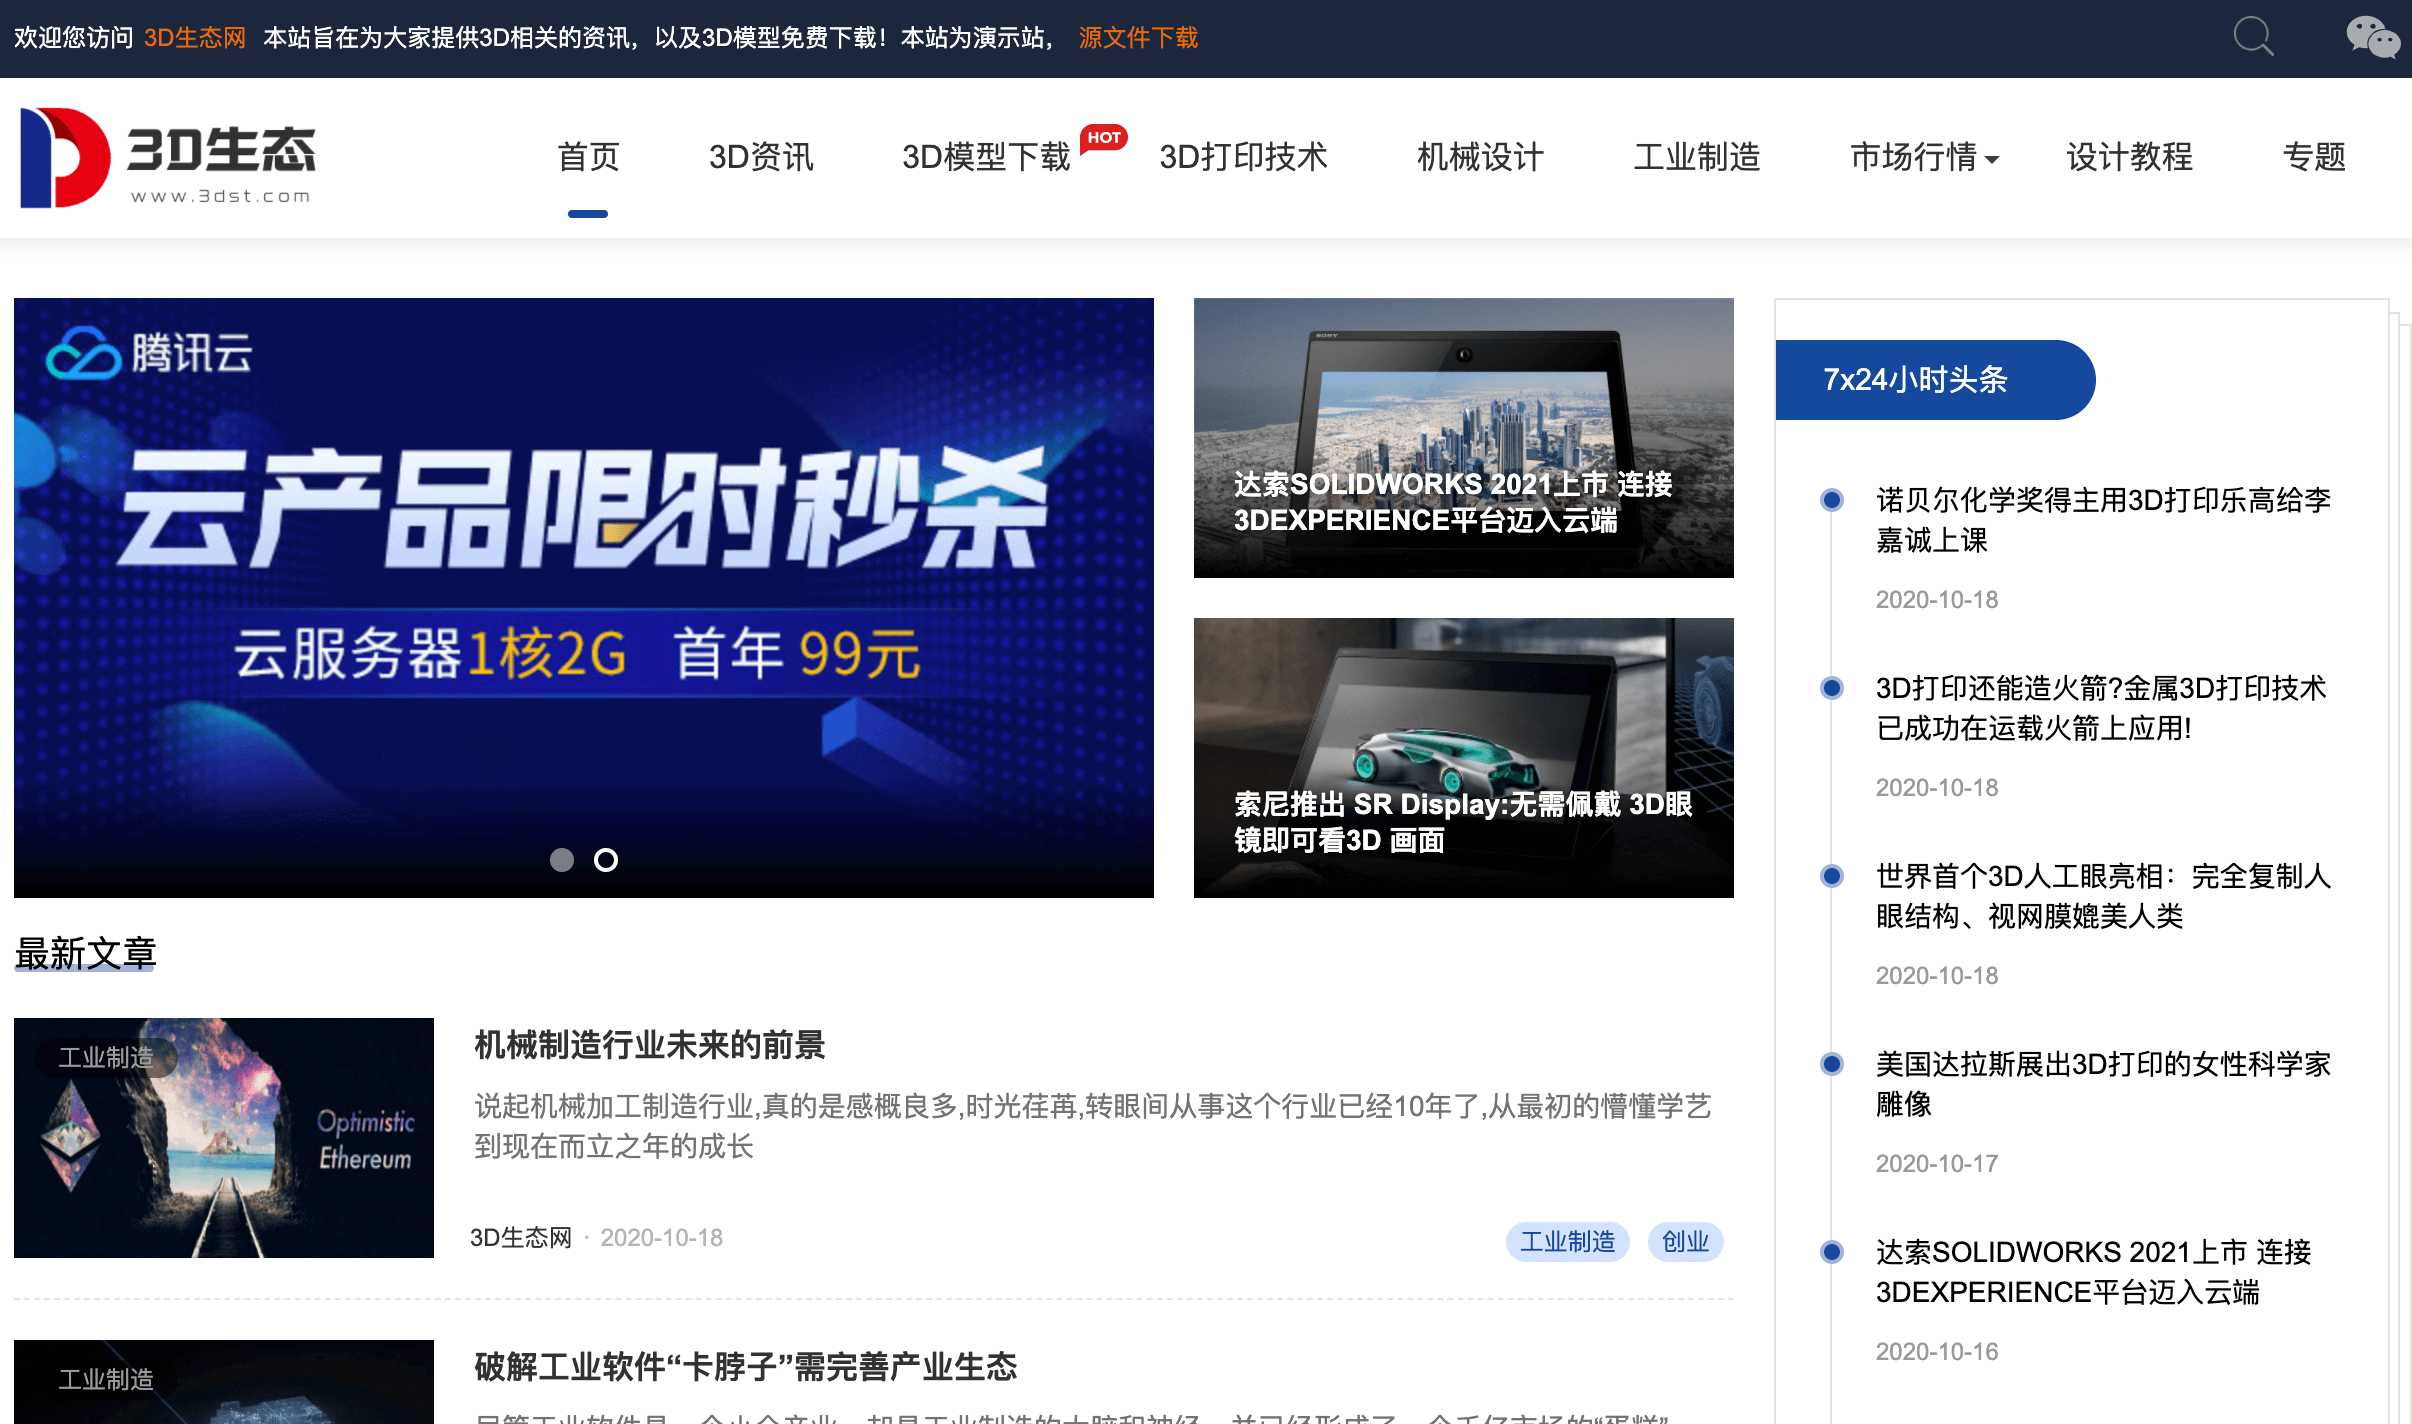 欢迎您访问 3D生态网 本站旨在为大家提供3D相关的资讯，以及3D模型免费下载！本站为演示站， 源文件下载
3D生态
www.3dst.com
首页
3D资讯
3D模型下载
HOT
3D打印技术
机械设计
工业制造
市场行情
设计教程
专题
腾讯云
云产品限时秒杀
云服务器1核2G 首年 99元
SONY
达索SOLIDWORKS 2021上市 连接
3DEXPERIENCE平台迈入云端
索尼推出 SR Display:无需佩戴 3D眼
镜即可看3D 画面
7x24小时头条
诺贝尔化学奖得主用3D打印乐高给李
嘉诚上课
2020-10-18
3D打印还能造火箭?金属3D打印技术
已成功在运载火箭上应用!
2020-10-18
世界首个3D人工眼亮相：完全复制人
眼结构、视网膜媲美人类
2020-10-18
美国达拉斯展出3D打印的女性科学家
雕像
2020-10-17
达索SOLIDWORKS 2021上市 连接
3DEXPERIENCE平台迈入云端
2020-10-16
最新文章
工业制造
Optimistic
Ethereum
机械制造行业未来的前景
说起机械加工制造行业,真的是感概良多,时光荏苒,转眼间从事这个行业已经10年了,从最初的懵懂学艺
到现在而立之年的成长
3D生态网 · 2020-10-18
工业制造
创业
工业制造
破解工业软件“卡脖子”需完善产业生态